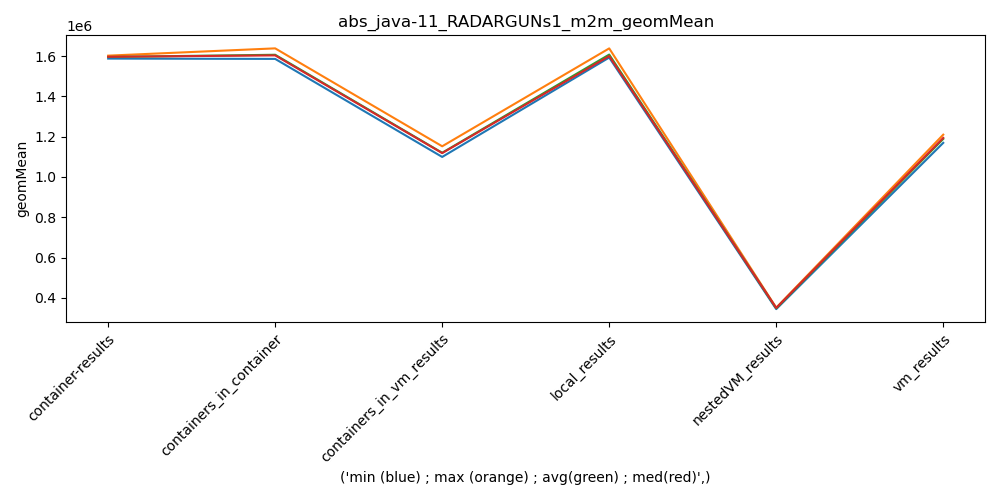 abs_java-11_RADARGUNs1_m2m_geomMean
1e6
1.6
1.4
1.2
1.0
0.8
0.6
0.4
geomMean
container-results
containers_in_container
containers_in_vm_results
local_results
nestedVM_results
vm_results
('min (blue) ; max (orange) ; avg(green) ; med(red)',)